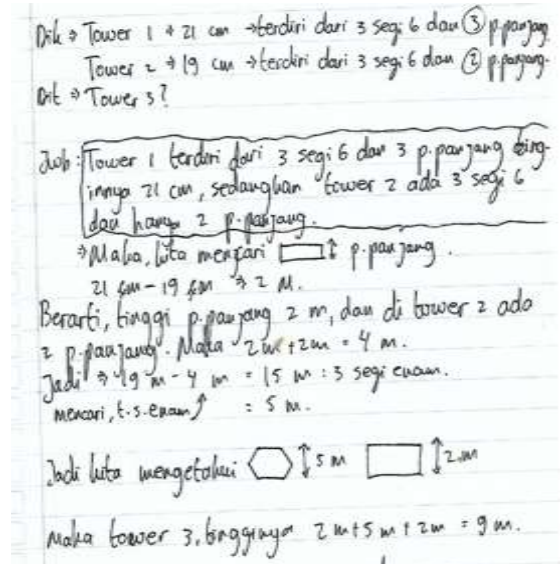 Dik → Tower 1 → 21 cm → terdiri dari 3 segi 6 dan 3 p.panjang
Tower 2 → 19 cm → terdiri dari 3 segi 6 dan 2 p.panjang.
Dit → Tower 3?
Jwb : Tower 1 terdiri dari 3 segi 6 dan 3 p.panjang ting-
innya 21 cm, sedangkan tower 2 ada 3 segi 6
dan hanya 2 p.panjang.
→ Maka, kita mencari ↕ p.panjang.
21 cm - 19 cm → 2 M.
Berarti, tinggi p.panjang 2 m, dan di tower 2 ada
2 p.panjang. Maka 2m + 2m = 4 m.
Jadi → 19 m - 4 m = 15 m : 3 segi enam.
mencari, t.s.enam ↑ = 5 m.
Jadi kita mengetahui ↕ 5 m ↕ 2 m
Maka tower 3, tingginya 2 m + 5 m + 2m = 9 m.